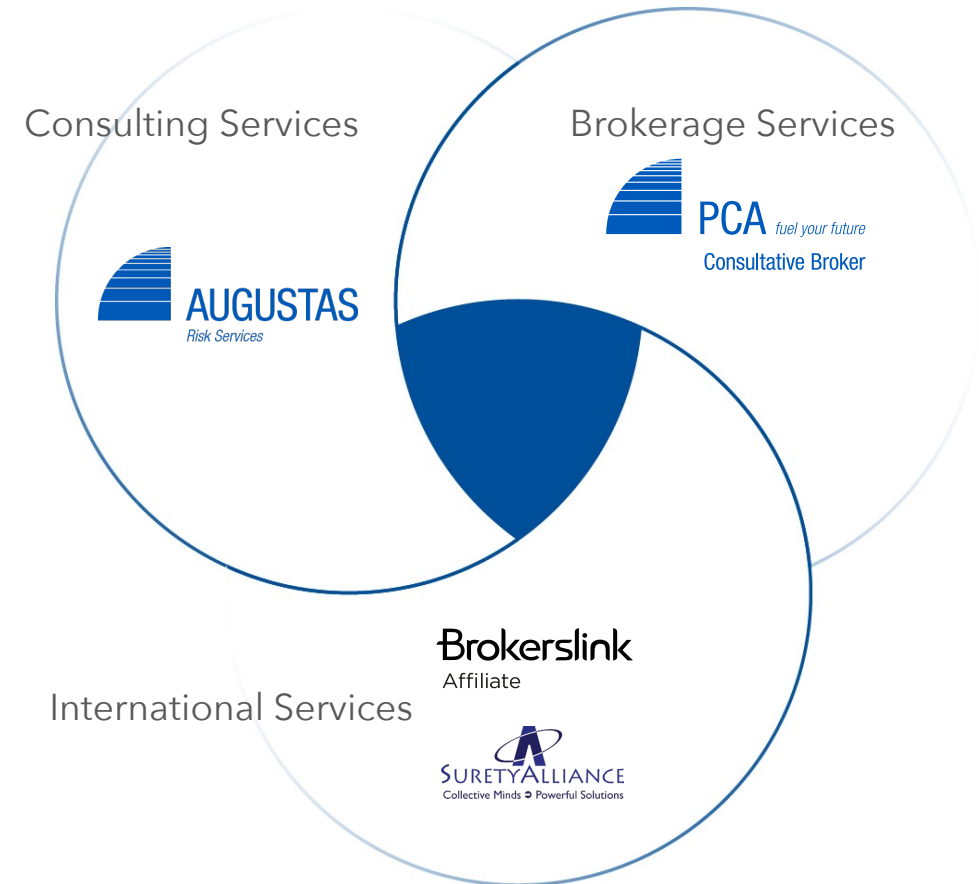 Consulting Services
Brokerage Services
PCA fuel your future
Consultative Broker
AUGUSTAS
Risk Services
Brokerslink
Affiliate
International Services
SURETYALLIANCE
Collective Minds Powerful Solutions